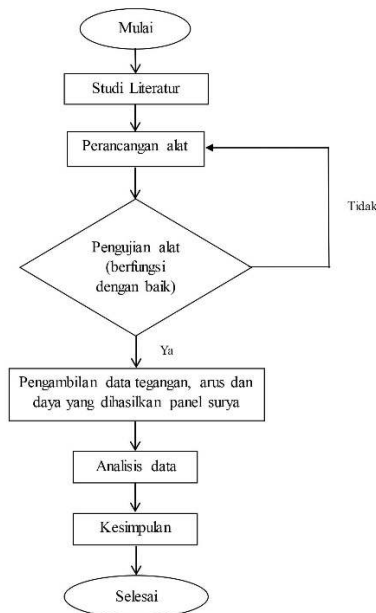 Mulai
Studi Literatur
Perancangan alat
Tidak
Pengujian alat
(berfungsi
dengan baik)
Ya
Pengambilan data tegangan, arus dan
daya yang dihasilkan panel surya
Analisis data
Kesimpulan
Selesai